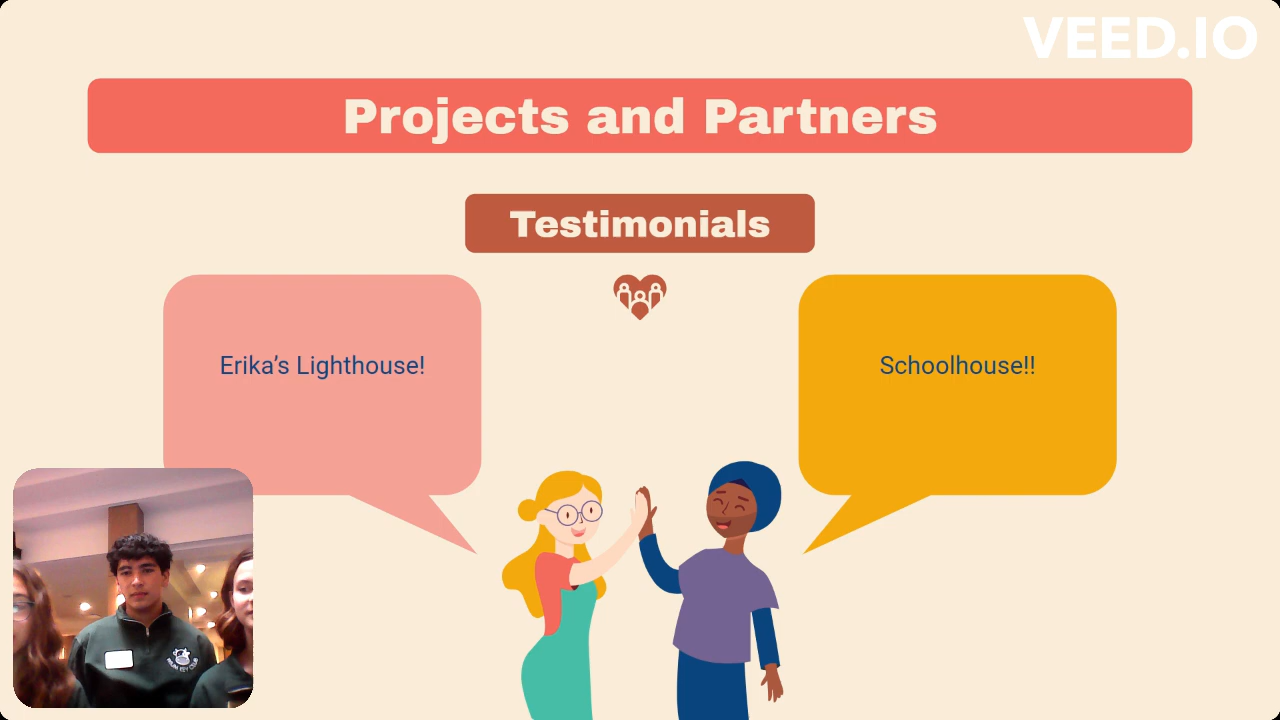 VEED.IO
Projects and Partners
Testimonials
Erika’s Lighthouse!
Schoolhouse!!